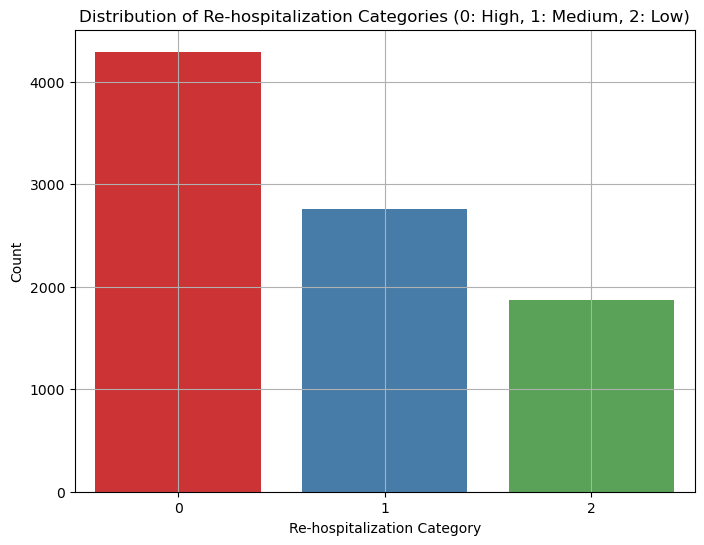 Distribution of Re-hospitalization Categories (0: High, 1: Medium, 2: Low)
4000
3000
2000
1000
0
Count
0 1 2
Re-hospitalization Category